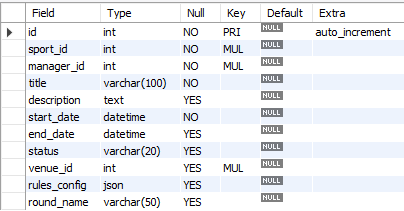 Field Type Null Key Default Extra
id int NO PRI NULL auto_increment
sport_id int NO MUL NULL
manager_id int NO MUL NULL
title varchar(100) NO NULL
description text YES NULL
start_date datetime NO NULL
end_date datetime YES NULL
status varchar(20) YES NULL
venue_id int YES MUL NULL
rules_config json YES NULL
round_name varchar(50) YES NULL